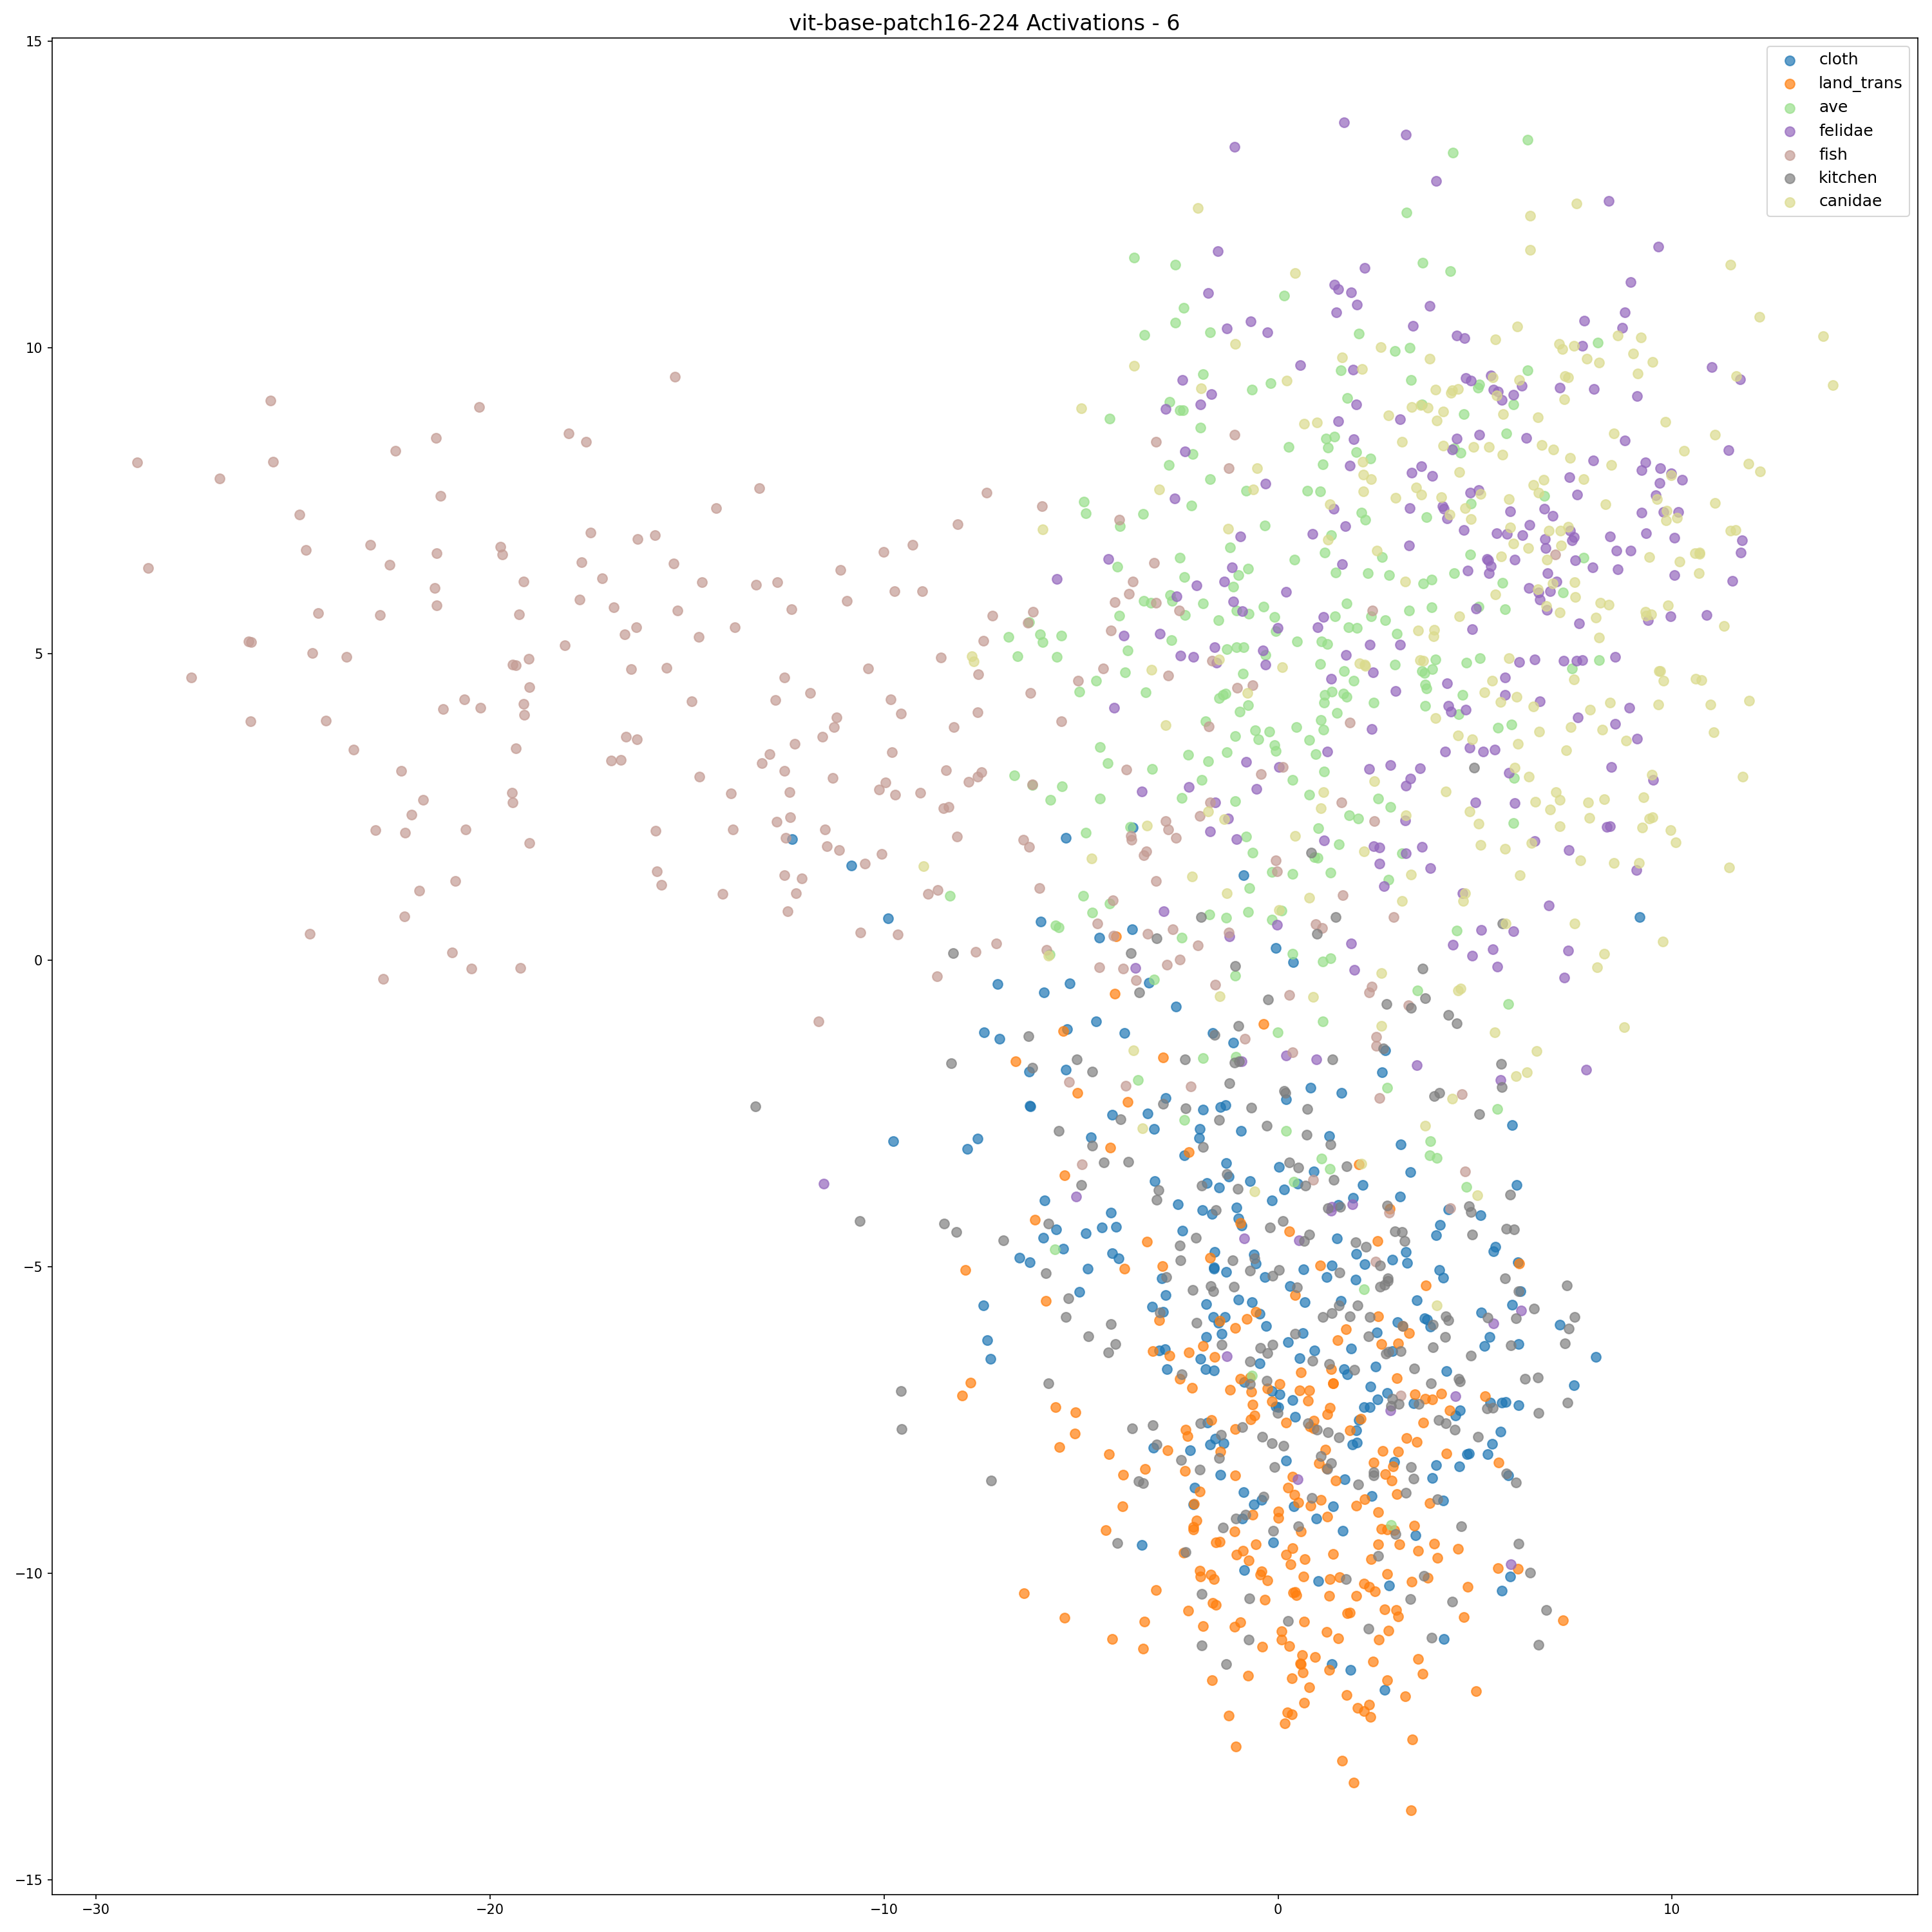 vit-base-patch16-224 Activations - 6
15
cloth
land_trans
ave
felidae
fish
kitchen
canidae
10
5
0
−5
−10
−15
−30
−20
−10
0
10